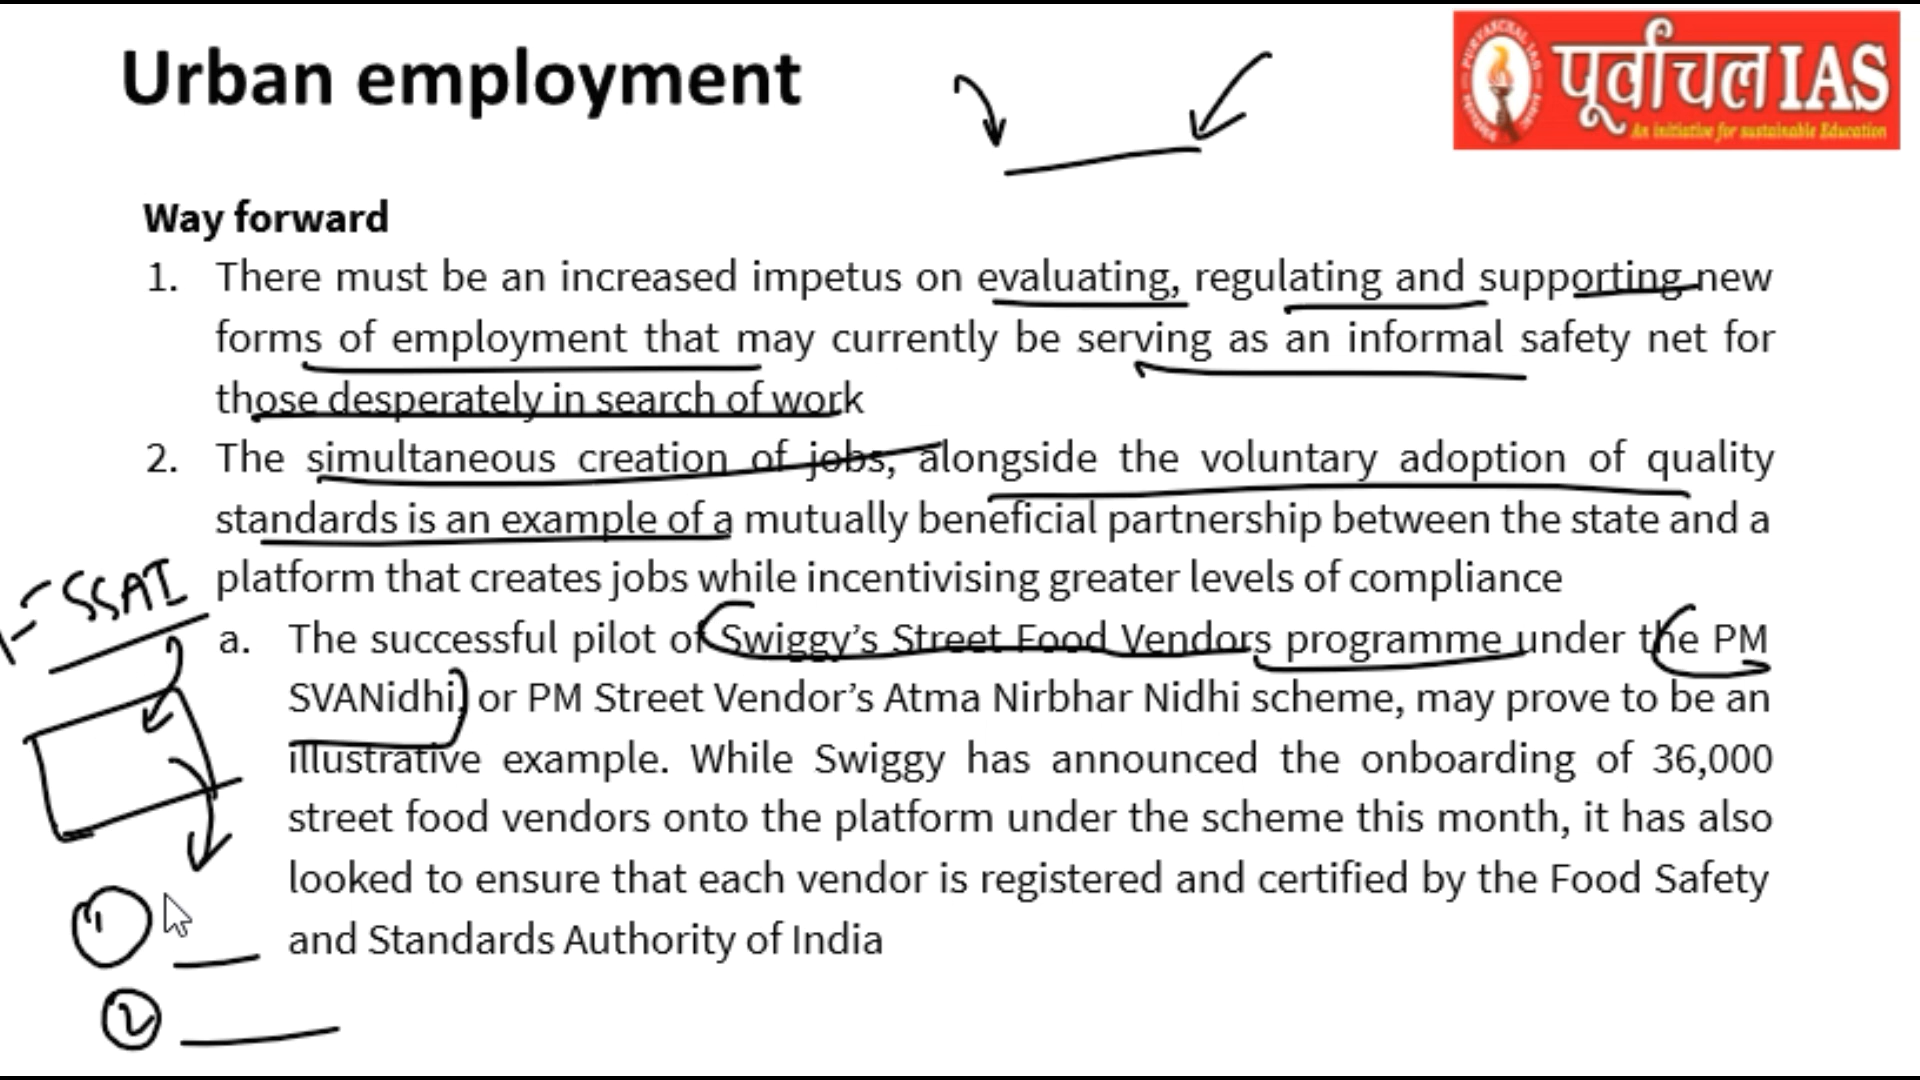 Urban employment
पूर्वांचल IAS
PURVANCHAL IAS
An initiative for sustainable Education
Way forward
1. There must be an increased impetus on evaluating, regulating and supporting new
forms of employment that may currently be serving as an informal safety net for
those desperately in search of work
2. The simultaneous creation of jobs, alongside the voluntary adoption of quality
standards is an example of a mutually beneficial partnership between the state and a
platform that creates jobs while incentivising greater levels of compliance
FSSAI
a. The successful pilot of Swiggy's Street Food Vendors programme under the PM
SVANidhi, or PM Street Vendor's Atma Nirbhar Nidhi scheme, may prove to be an
illustrative example. While Swiggy has announced the onboarding of 36,000
street food vendors onto the platform under the scheme this month, it has also
looked to ensure that each vendor is registered and certified by the Food Safety
and Standards Authority of India
1
2